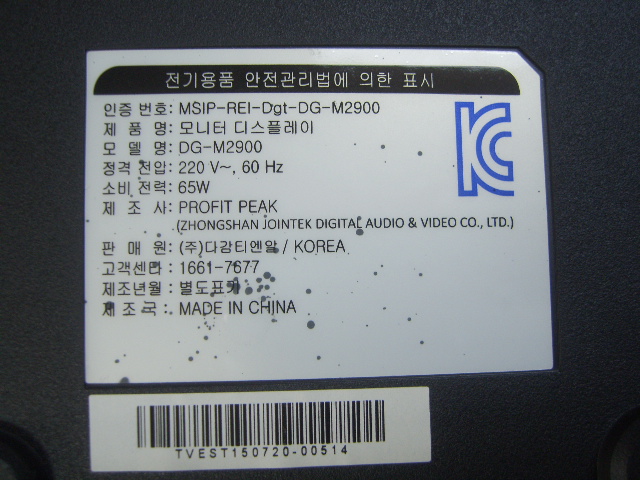 전기용품 안전관리법에 의한 표시
인증 번호: MSIP-REI-Dgt-DG-M2900
제 품 명: 모니터 디스플레이
모 델 명: DG-M2900
정격 전압: 220 V~, 60 Hz
소비 전력: 65W
제 조 사: PROFIT PEAK
(ZHONGSHAN JOINTEK DIGITAL AUDIO & VIDEO CO., LTD.)
판 매 원: (주)다감티엔알 / KOREA
고객센타 : 1661-7677
제조년월 : 별도표기
제 조 국 : MADE IN CHINA
KC
TVEST150720-00514